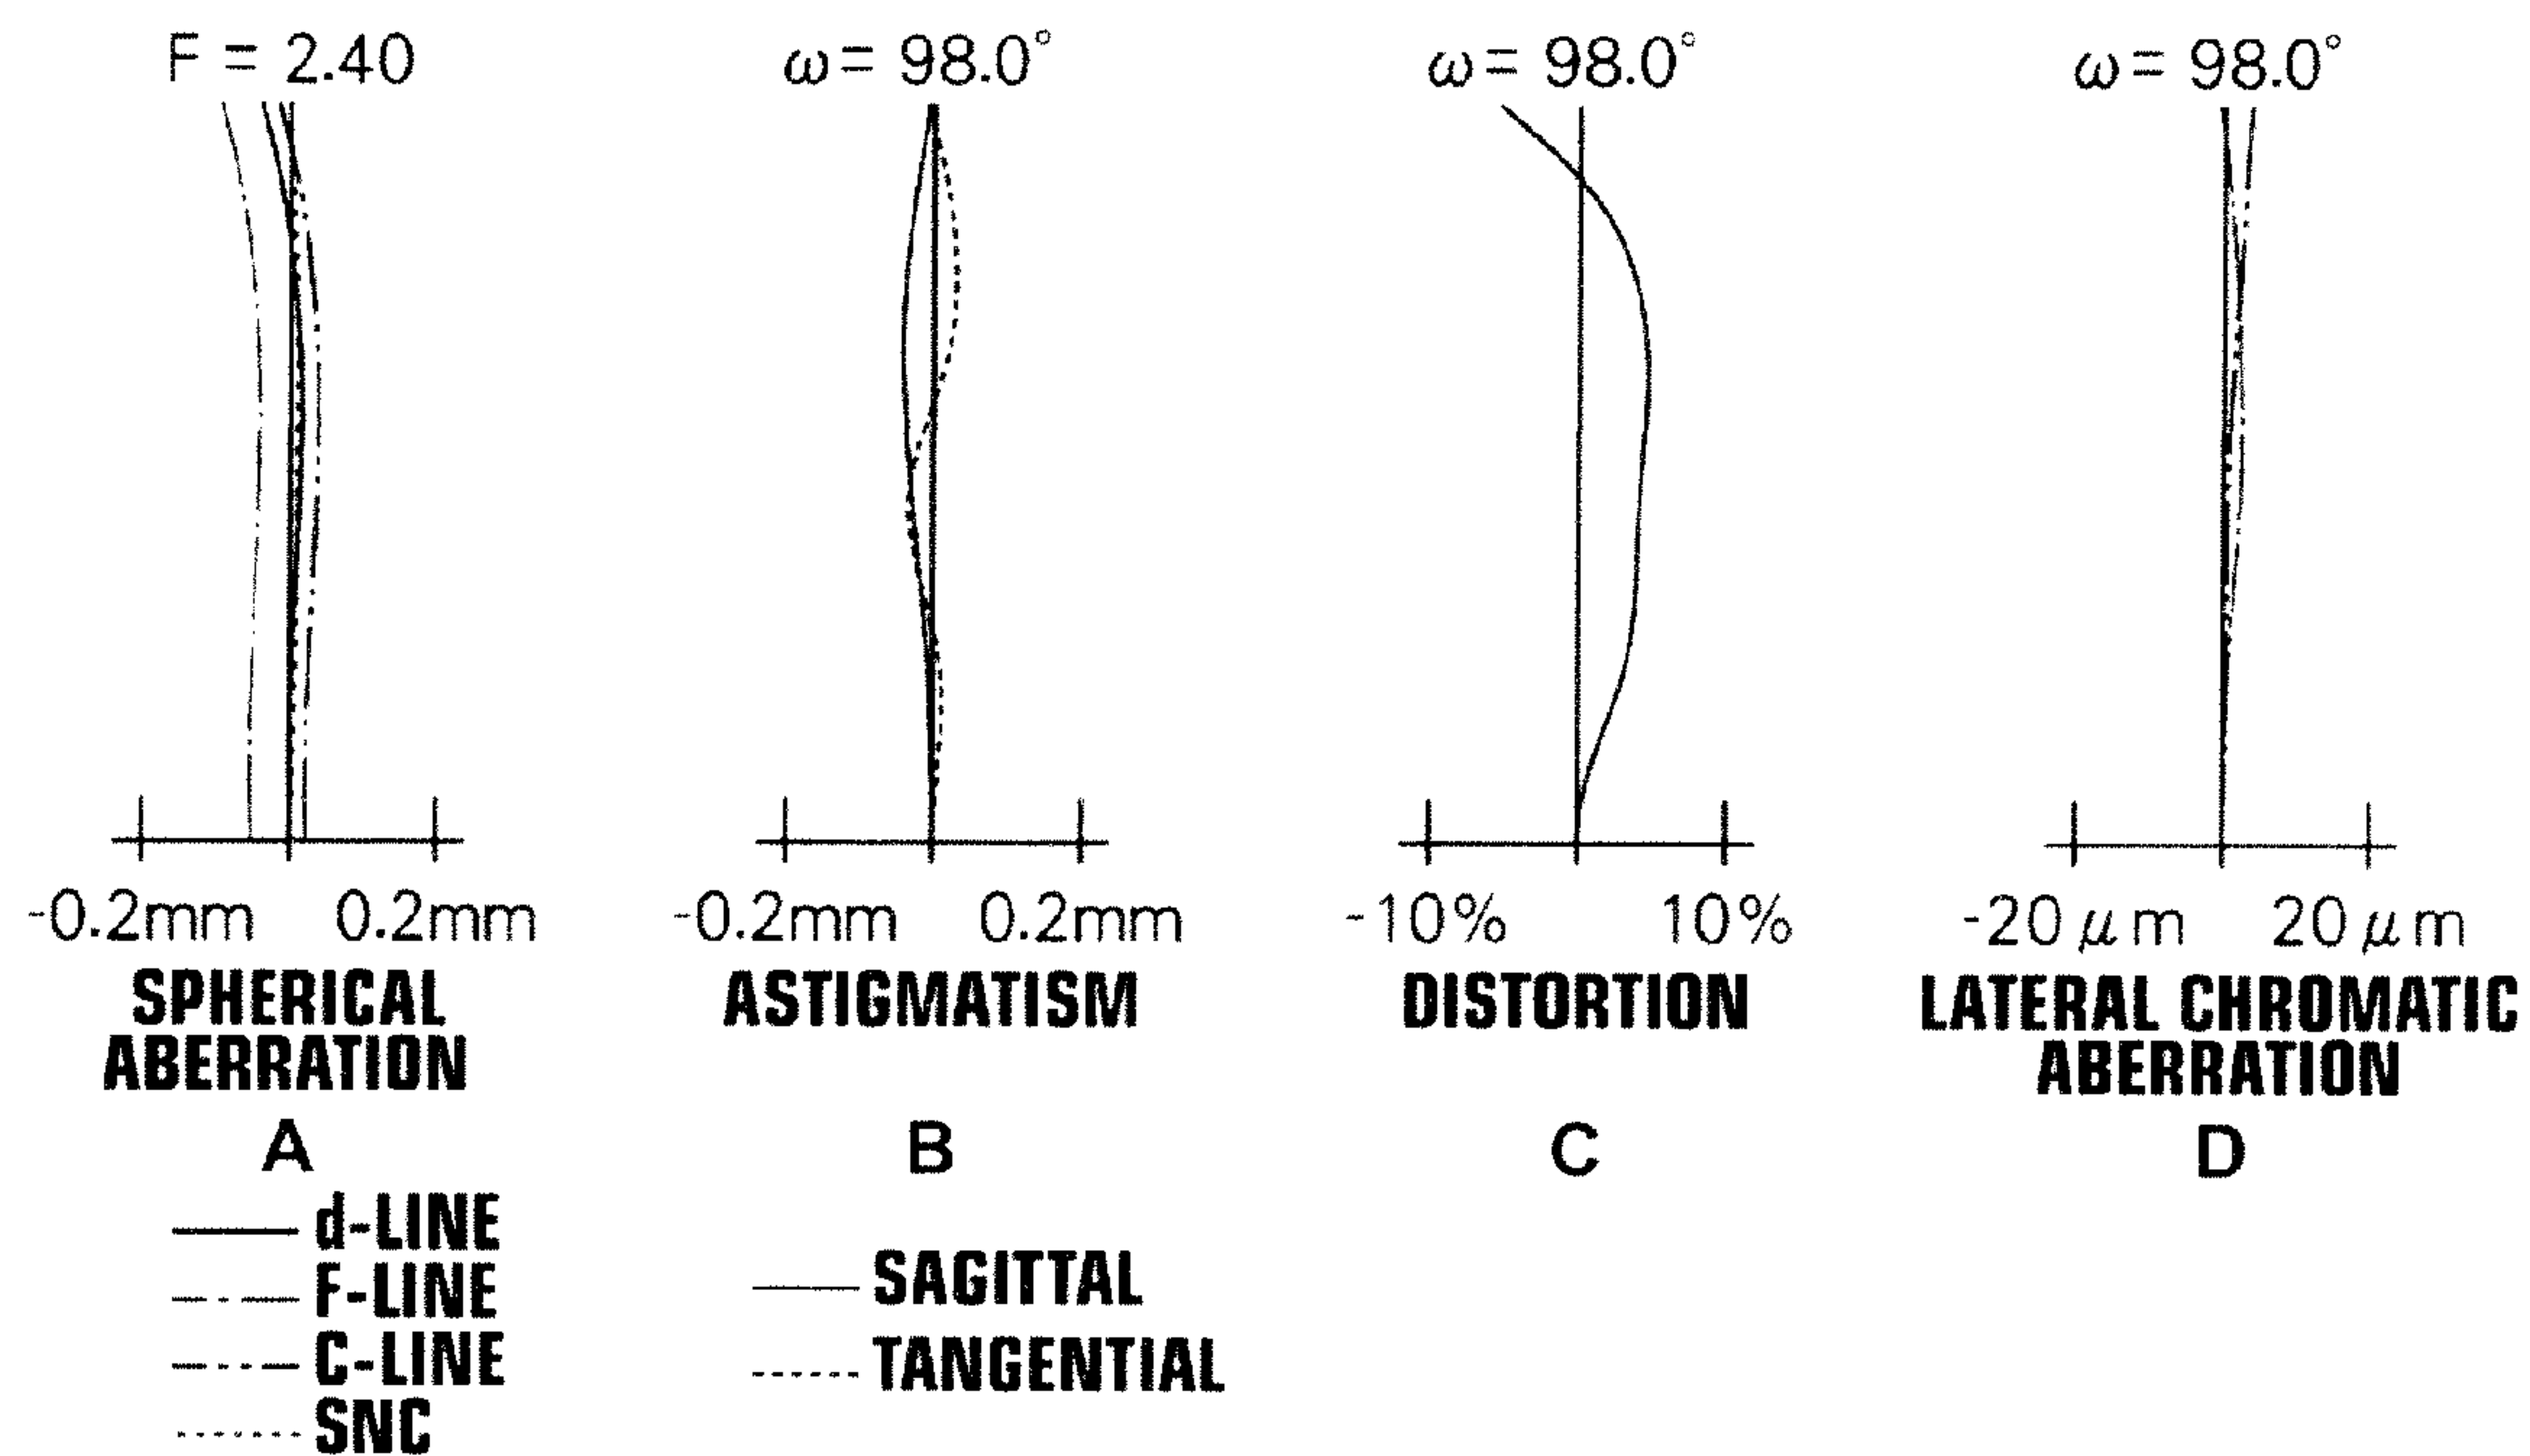 F = 2.40
-0.2mm 0.2mm
SPHERICAL
ABERRATION
A
d-LINE
F-LINE
C-LINE
SNC
ω= 98.0°
-0.2mm 0.2mm
ASTIGMATISM
B
SAGITTAL
TANGENTIAL
ω= 98.0°
-10% 10%
DISTORTION
C
ω= 98.0°
-20μm 20μm
LATERAL CHROMATIC
ABERRATION
D